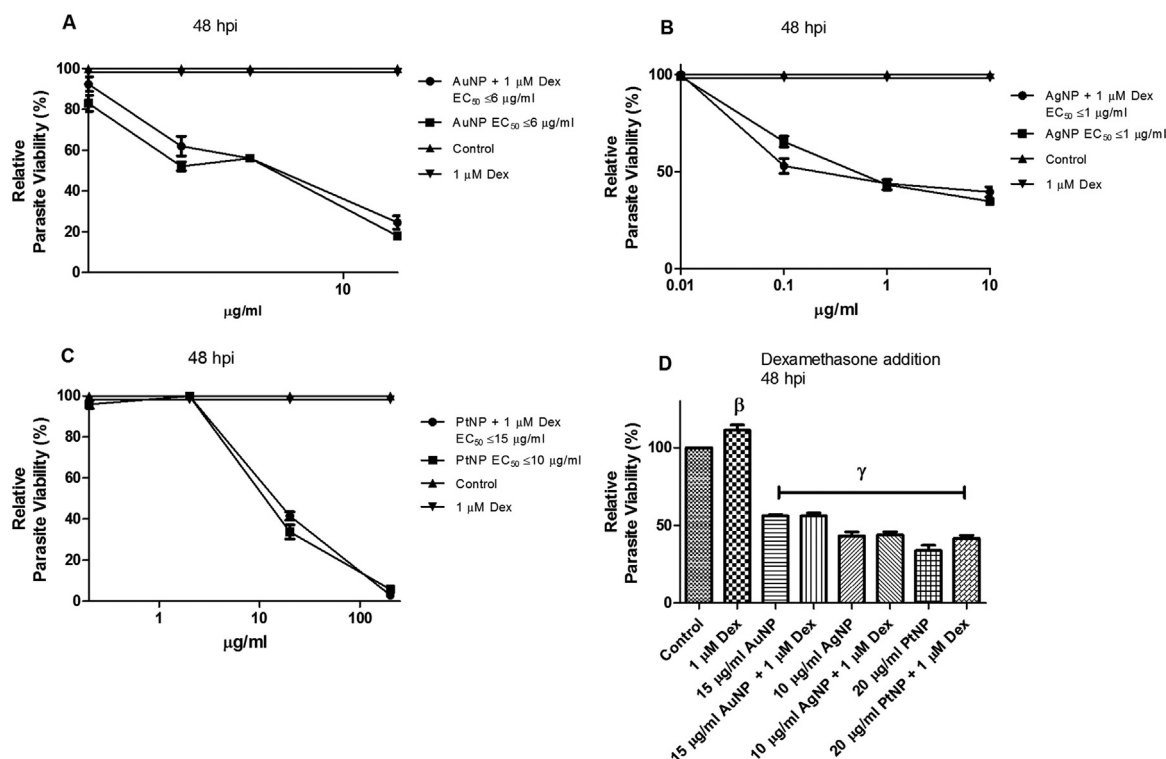 A
48 hpi
Relative
Parasite Viability (%)
100
80
60
40
20
0
10
μg/ml
AuNP + 1 μM Dex
EC50 ≤6 μg/ml
AuNP EC50 ≤6 μg/ml
Control
1 μM Dex
B
48 hpi
Relative
Parasite Viability (%)
100
50
0
0.01
0.1
1
10
μg/ml
AgNP + 1 μM Dex
EC50 ≤1 μg/ml
AgNP EC50 ≤1 μg/ml
Control
1 μM Dex
C
48 hpi
Relative
Parasite Viability (%)
100
80
60
40
20
0
1
10
100
μg/ml
PtNP + 1 μM Dex
EC50 ≤15 μg/ml
PtNP EC50 ≤10 μg/ml
Control
1 μM Dex
D
Dexamethasone addition
48 hpi
Relative
Parasite Viability (%)
100
50
0
β
γ
Control
1 μM Dex
15 μg/ml AuNP
15 μg/ml AuNP + 1 μM Dex
10 μg/ml AgNP
10 μg/ml AgNP + 1 μM Dex
20 μg/ml PtNP
20 μg/ml PtNP + 1 μM Dex